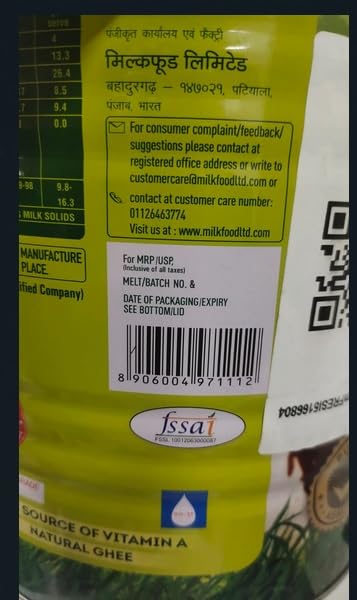 serve
4
13.3
26.4
8.5
9.4
0.0
9.8-
16.3
MILK SOLIDS
MANUFACTURE
PLACE.
ified Company)
पंजीकृत कार्यालय एवं फैक्ट्री
मिल्कफूड लिमिटेड
बहादुरगढ़ – १४७०२१, पटियाला,
पंजाब, भारत
For consumer complaint/feedback/
suggestions please contact at
registered office address or write to
customercare@milkfoodltd.com or
contact at customer care number:
01126463774
Visit us at : www.milkfoodltd.com
For MRP /USP,
(Inclusive of all taxes)
MELT/BATCH NO. &
DATE OF PACKAGING/EXPIRY
SEE BOTTOM/LID
8 906004 971112
fssai
SOURCE OF VITAMIN A
NATURAL GHEE